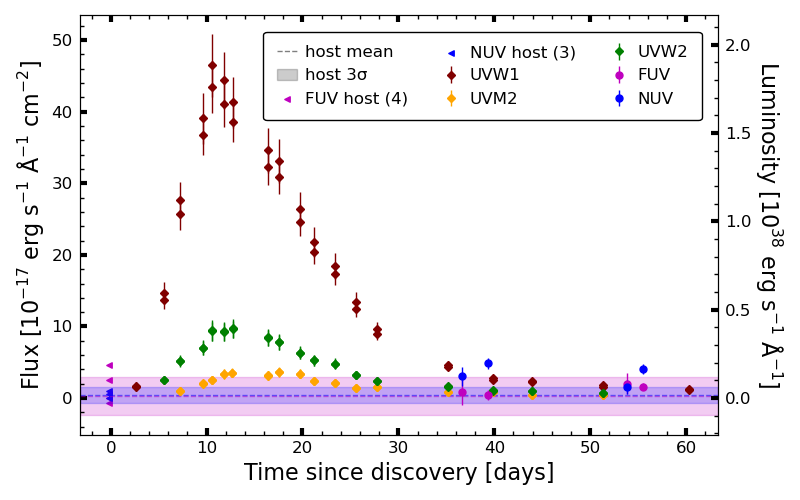 host mean
host 3σ
FUV host (4)
NUV host (3)
UVW1
UVM2
UVW2
FUV
NUV
Flux [10⁻¹⁷ erg s⁻¹ Å⁻¹ cm⁻²]
50
40
30
20
10
0
Luminosity [10³⁸ erg s⁻¹ Å⁻¹]
2.0
1.5
1.0
0.5
0.0
0 10 20 30 40 50 60
Time since discovery [days]